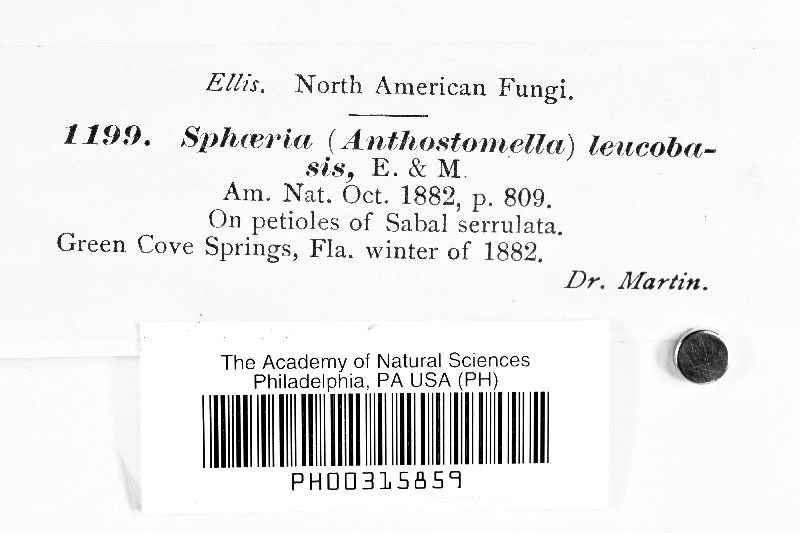 Ellis. North American Fungi.
1199. Sphæria (Anthostomella) leucoba-
sis, E. & M.
Am. Nat. Oct. 1882, p. 809.
On petioles of Sabal serrulata.
Green Cove Springs, Fla. winter of 1882.
Dr. Martin.
The Academy of Natural Sciences
Philadelphia, PA USA (PH)
PH00315859